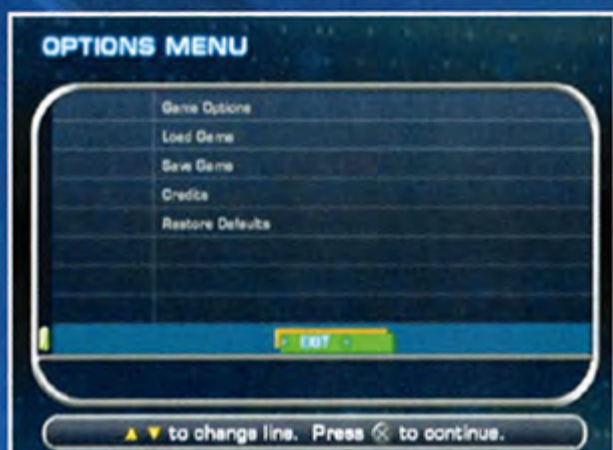 OPTIONS MENU
Game Options
Load Game
Save Game
Credits
Restore Defaults
EXIT
▲ ▼ to change line. Press ⓧ to continue.